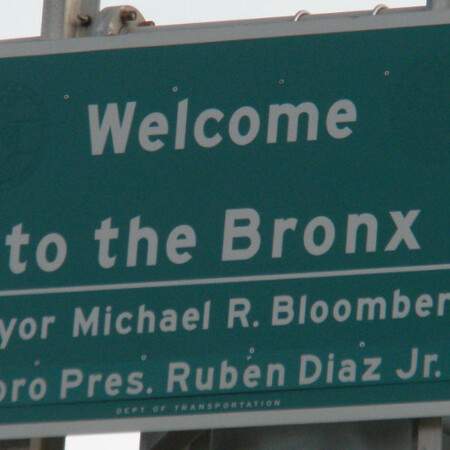 Welcome
to the Bronx
yor Michael R. Bloomber
oro Pres. Ruben Diaz Jr.
DEPT OF TRANSPORTATION